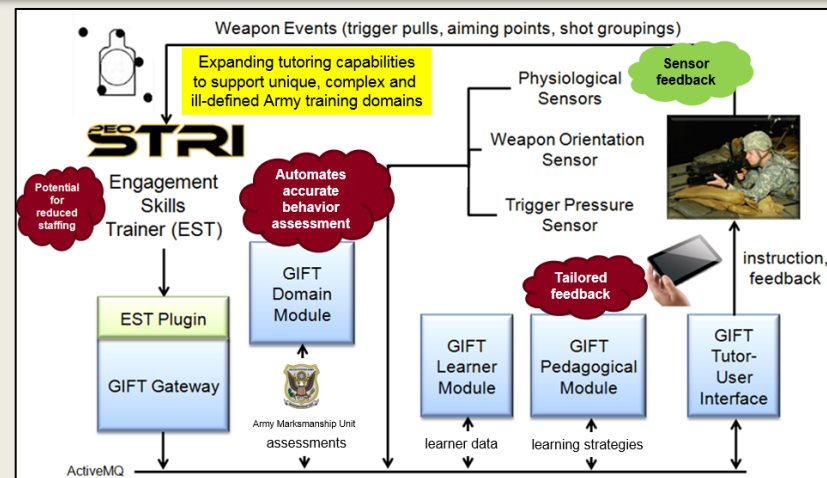 Weapon Events (trigger pulls, aiming points, shot groupings)
Expanding tutoring capabilities
to support unique, complex and
ill-defined Army training domains
Sensor
feedback
Physiological
Sensors
PEO
STRI
Weapon Orientation
Sensor
Automates
accurate
behavior
assessment
Potential
for
reduced
staffing
Engagement
Skills
Trainer (EST)
Trigger Pressure
Sensor
instruction,
feedback
Tailored
feedback
GIFT
Domain
Module
EST Plugin
GIFT Gateway
GIFT
Learner
Module
GIFT
Pedagogical
Module
GIFT
Tutor-
User
Interface
Army Marksmanship Unit
assessments
learner data
learning strategies
ActiveMQ